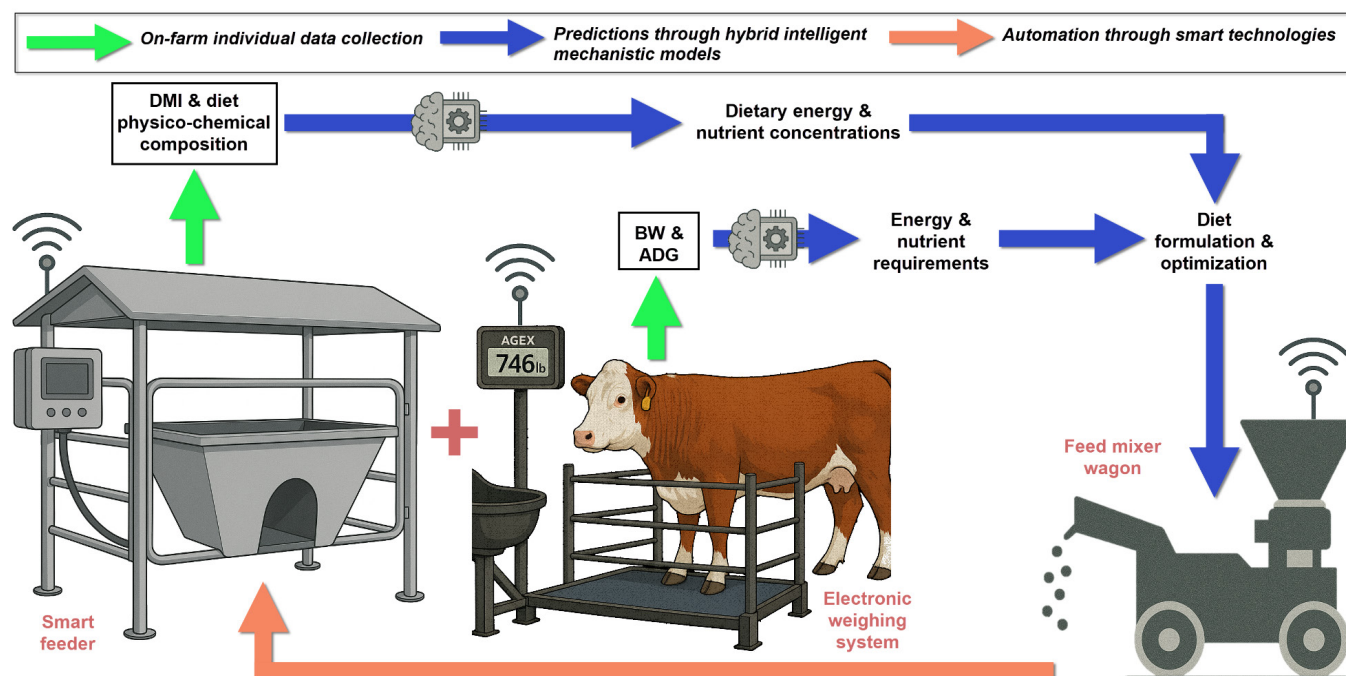 On-farm individual data collection
Predictions through hybrid intelligent
mechanistic models
Automation through smart technologies
DMI & diet
physico-chemical
composition
Dietary energy &
nutrient concentrations
BW &
ADG
Energy &
nutrient
requirements
Diet
formulation &
optimization
AGEX
746lb
Feed mixer
wagon
Smart
feeder
Electronic
weighing
system